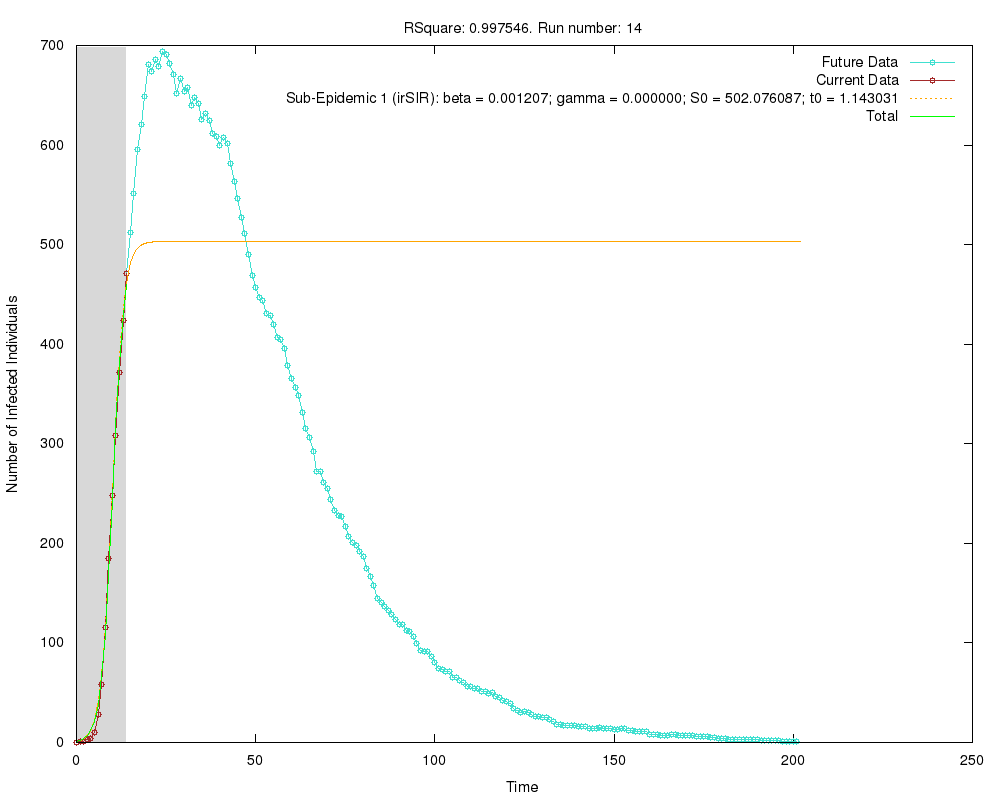 RSquare: 0.997546. Run number: 14
Future Data
Current Data
Sub-Epidemic 1 (irSIR): beta = 0.001207; gamma = 0.000000; S0 = 502.076087; t0 = 1.143031
Total
700
600
500
400
300
200
100
0
Number of Infected Individuals
0 50 100 150 200 250
Time